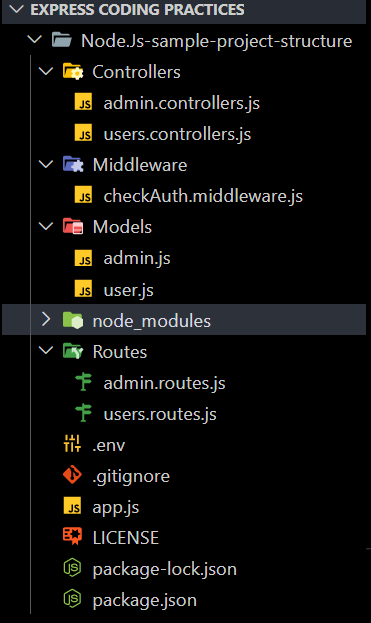 EXPRESS CODING PRACTICES
Node.Js-sample-project-structure
Controllers
JS admin.controllers.js
JS users.controllers.js
Middleware
JS checkAuth.middleware.js
Models
JS admin.js
JS user.js
node_modules
Routes
admin.routes.js
users.routes.js
.env
.gitignore
JS app.js
LICENSE
JS package-lock.json
JS package.json